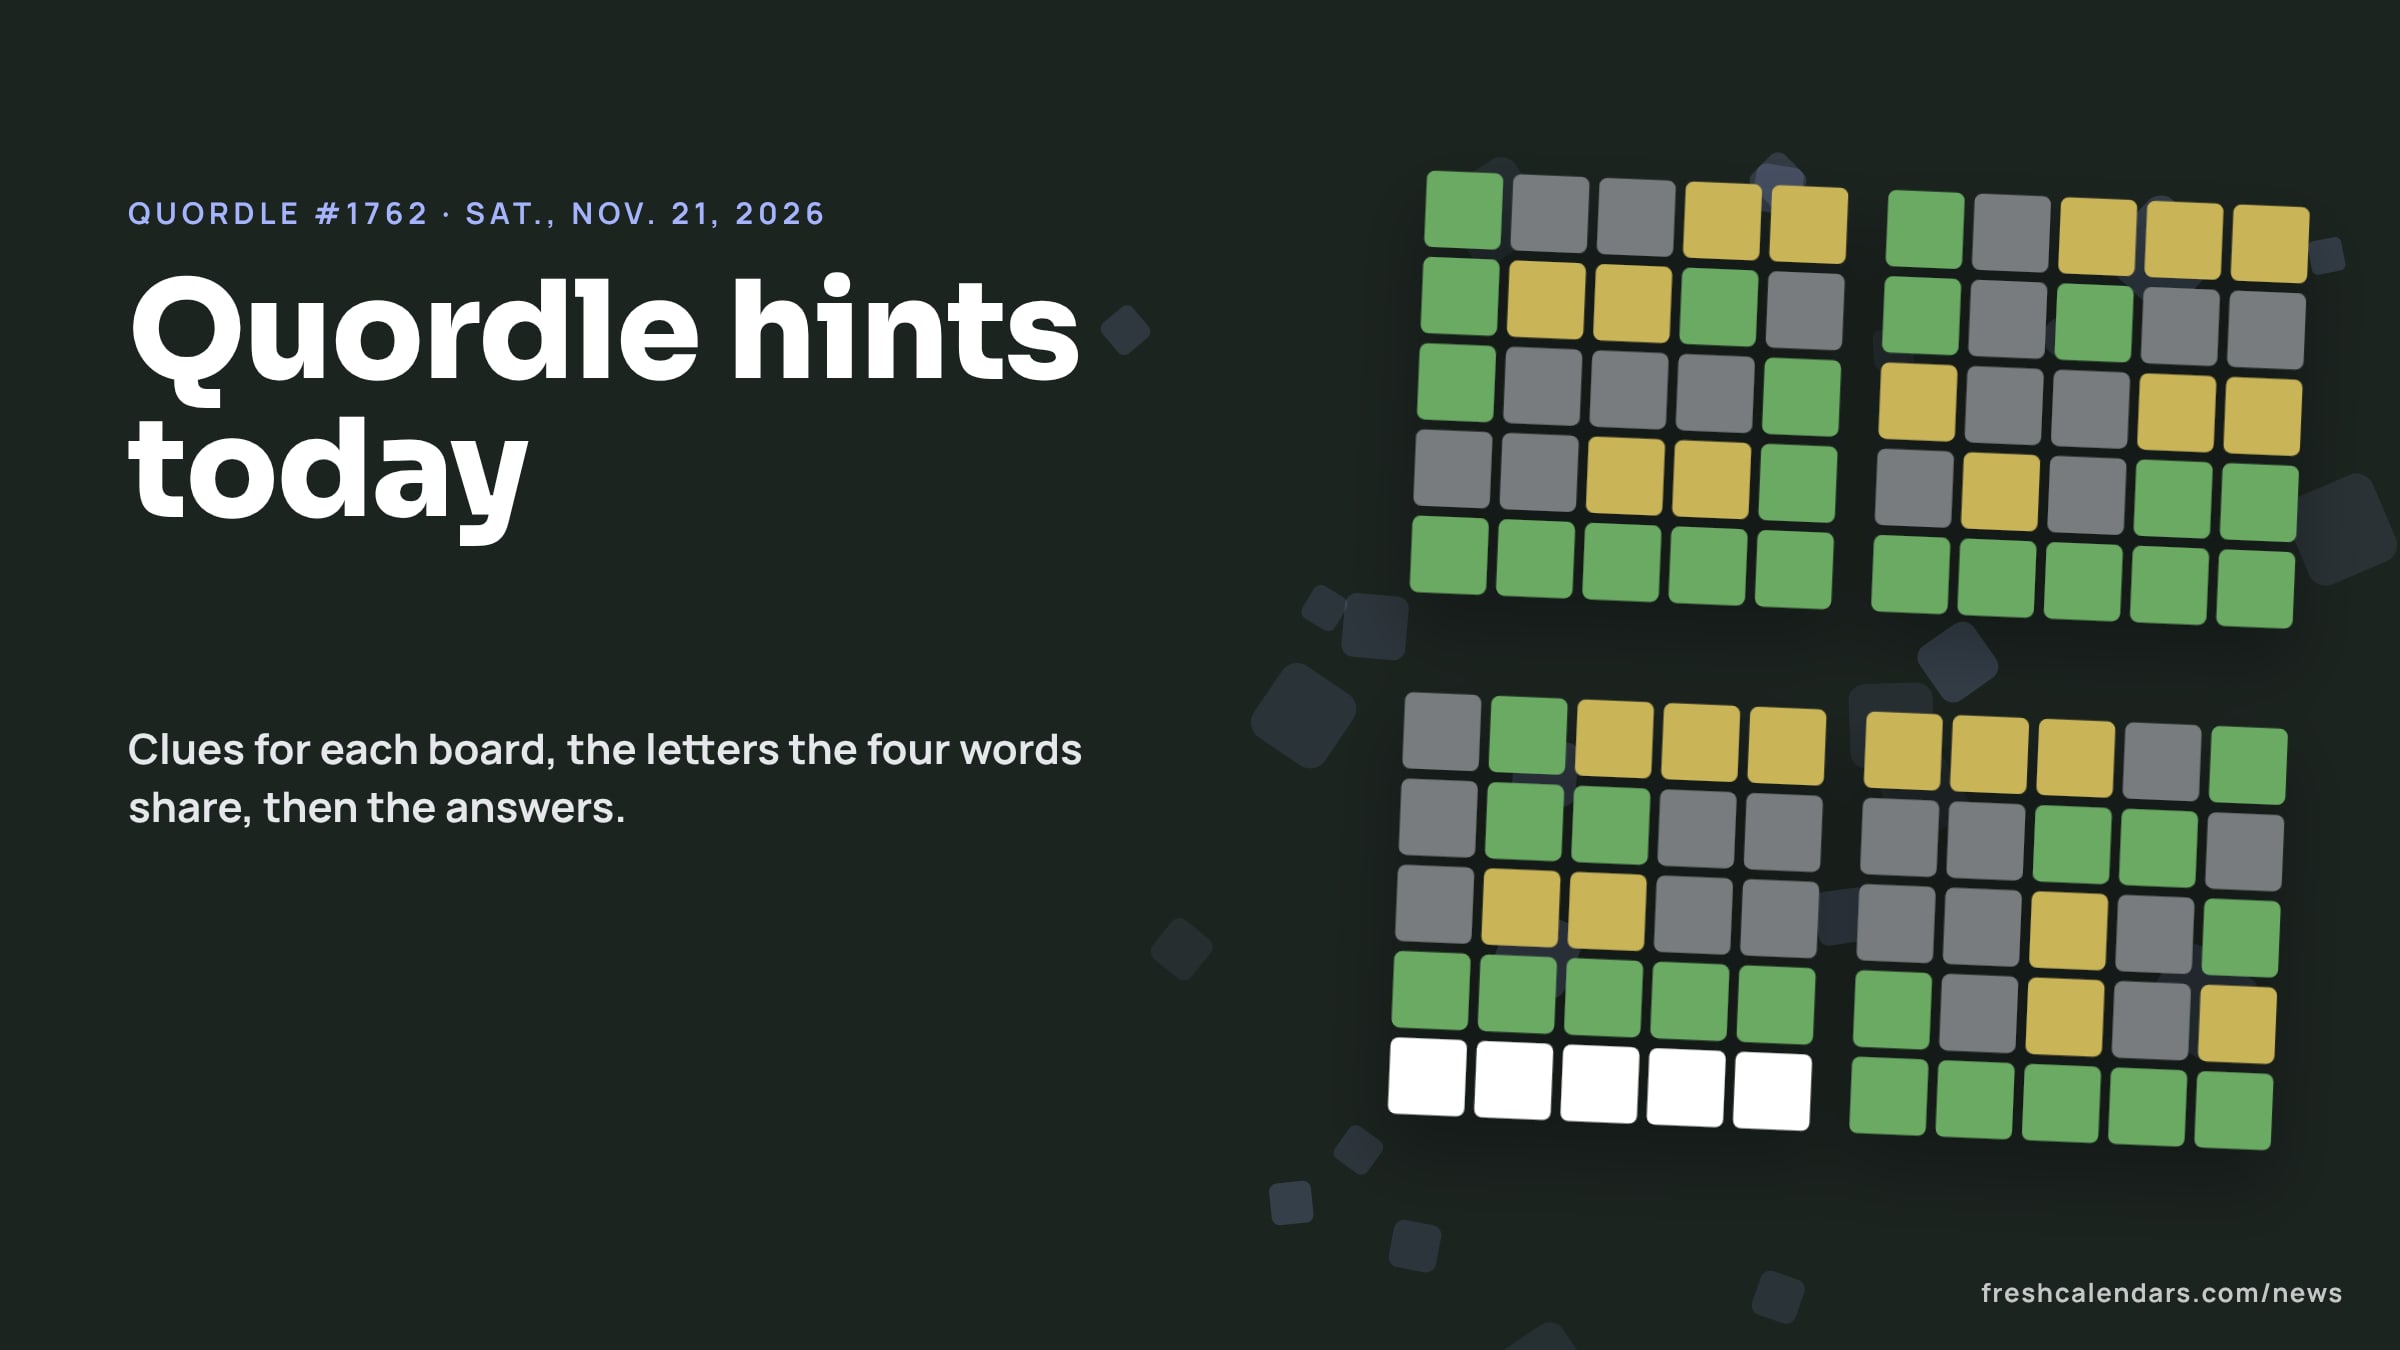 QUORDLE #1762 · SAT., NOV. 21, 2026
Quordle hints
today
Clues for each board, the letters the four words
share, then the answers.
freshcalendars.com/news